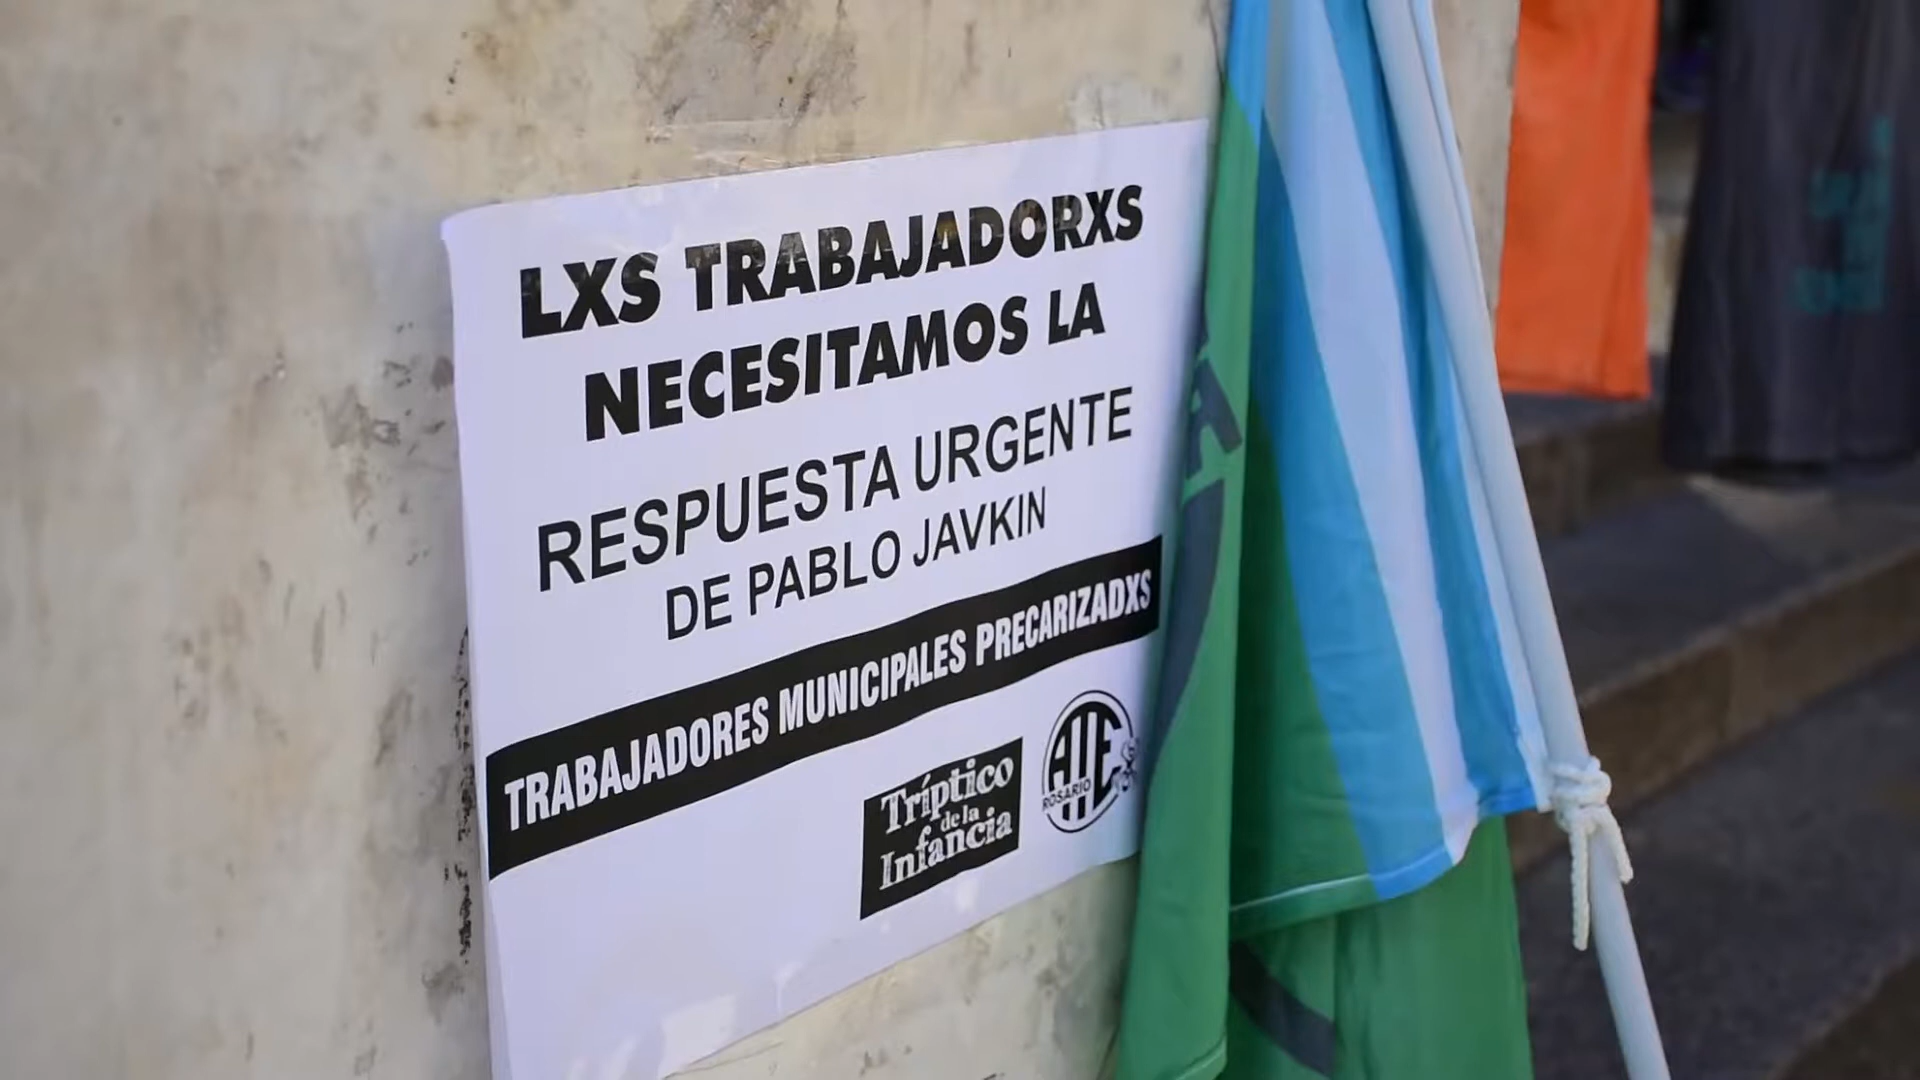 LXS TRABAJADORXS
NECESITAMOS LA
RESPUESTA URGENTE
DE PABLO JAVKIN
TRABAJADORES MUNICIPALES PRECARIZADXS
Tríptico
de la
Infancia
ATE
ROSARIO